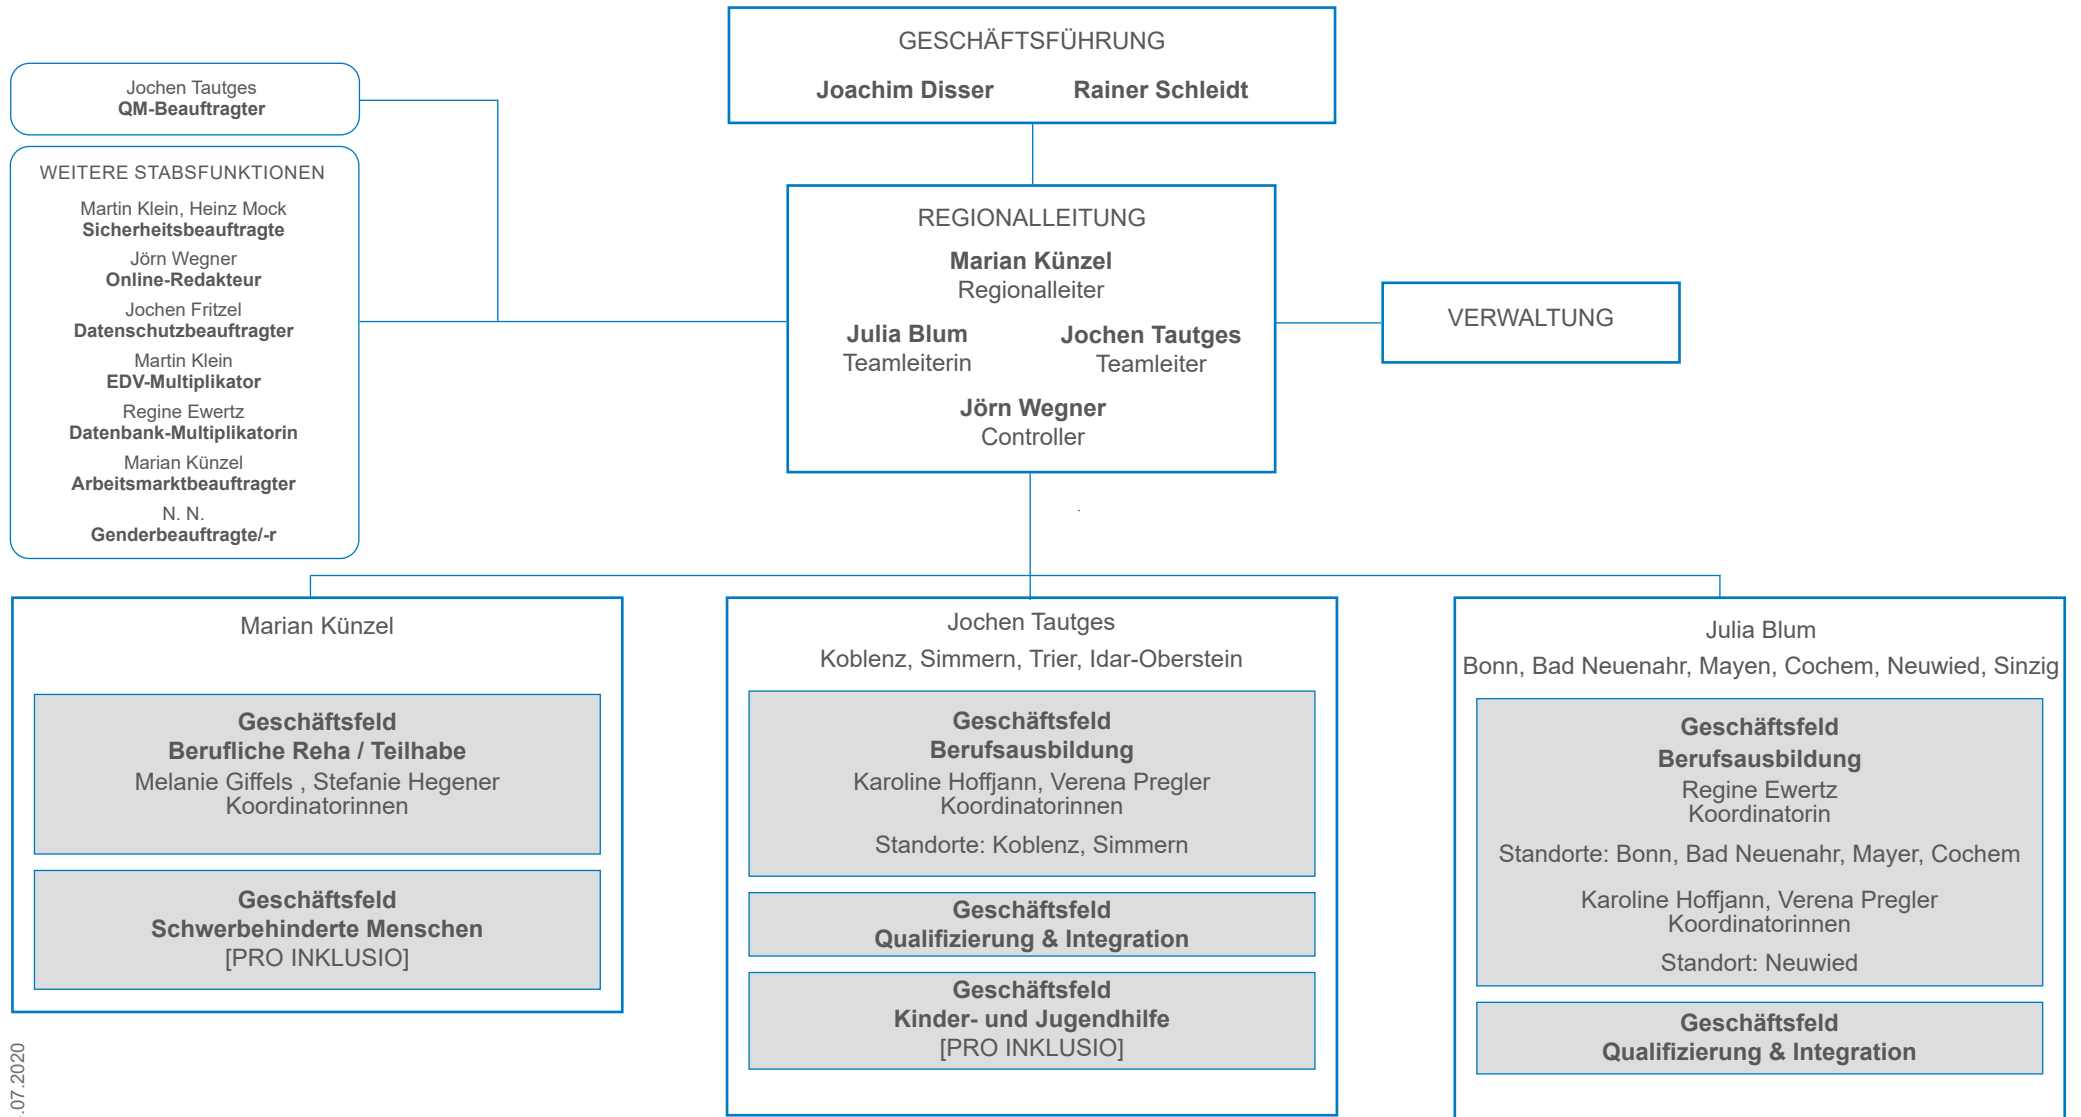 GESCHÄFTSFÜHRUNG
Joachim Disser Rainer Schleidt
Jochen Tautges
QM-Beauftragter
WEITERE STABSFUNKTIONEN
Martin Klein, Heinz Mock
Sicherheitsbeauftragte
Jörn Wegner
Online-Redakteur
Jochen Fritzel
Datenschutzbeauftragter
Martin Klein
EDV-Multiplikator
Regine Ewertz
Datenbank-Multiplikatorin
Marian Künzel
Arbeitsmarktbeauftragter
N. N.
Genderbeauftragte/-r
REGIONALLEITUNG
Marian Künzel
Regionalleiter
Julia Blum Jochen Tautges
Teamleiterin Teamleiter
Jörn Wegner
Controller
VERWALTUNG
Marian Künzel
Geschäftsfeld
Berufliche Reha / Teilhabe
Melanie Giffels , Stefanie Hegener
Koordinatorinnen
Geschäftsfeld
Schwerbehinderte Menschen
[PRO INKLUSIO]
Jochen Tautges
Koblenz, Simmern, Trier, Idar-Oberstein
Geschäftsfeld
Berufsausbildung
Karoline Hoffjann, Verena Pregler
Koordinatorinnen
Standorte: Koblenz, Simmern
Geschäftsfeld
Qualifizierung & Integration
Geschäftsfeld
Kinder- und Jugendhilfe
[PRO INKLUSIO]
Julia Blum
Bonn, Bad Neuenahr, Mayen, Cochem, Neuwied, Sinzig
Geschäftsfeld
Berufsausbildung
Regine Ewertz
Koordinatorin
Standorte: Bonn, Bad Neuenahr, Mayer, Cochem
Karoline Hoffjann, Verena Pregler
Koordinatorinnen
Standort: Neuwied
Geschäftsfeld
Qualifizierung & Integration
.07.2020